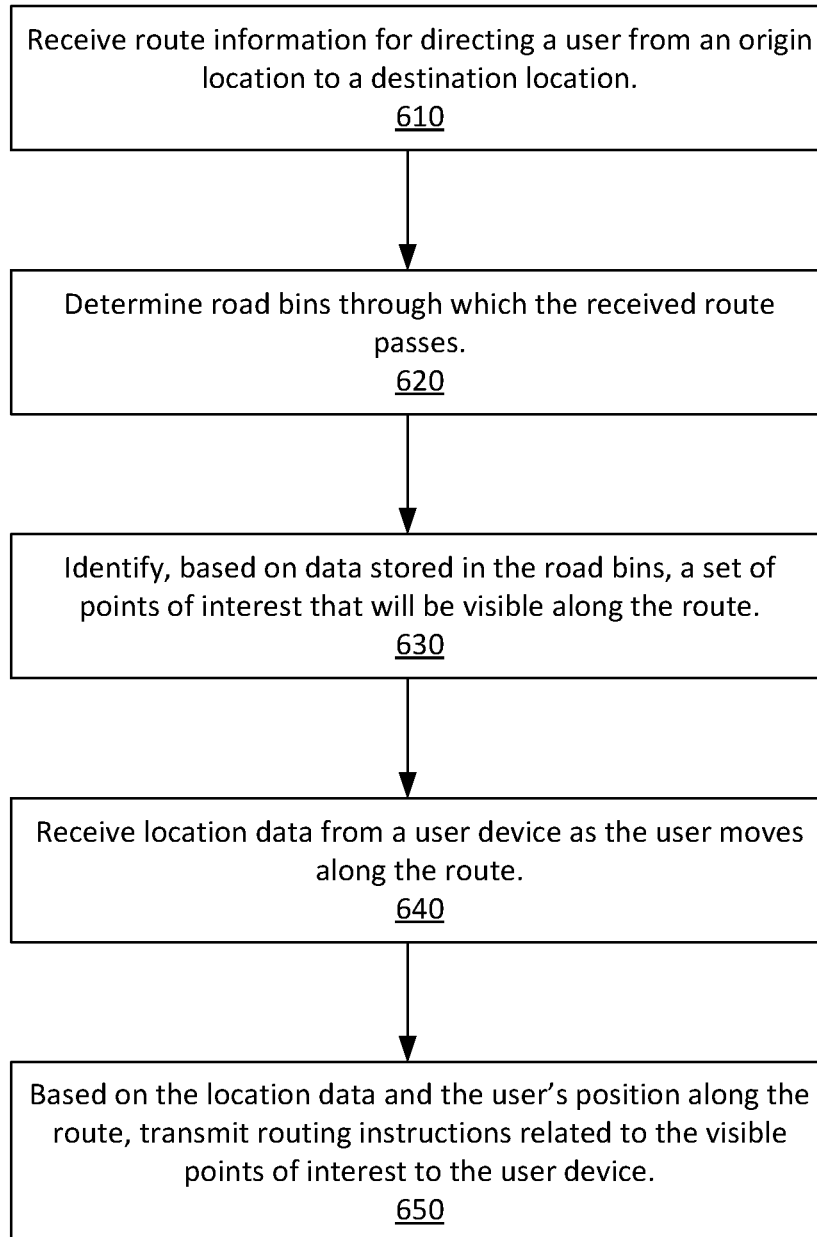 Receive route information for directing a user from an origin
location to a destination location.
610
Determine road bins through which the received route
passes.
620
Identify, based on data stored in the road bins, a set of
points of interest that will be visible along the route.
630
Receive location data from a user device as the user moves
along the route.
640
Based on the location data and the user’s position along the
route, transmit routing instructions related to the visible
points of interest to the user device.
650